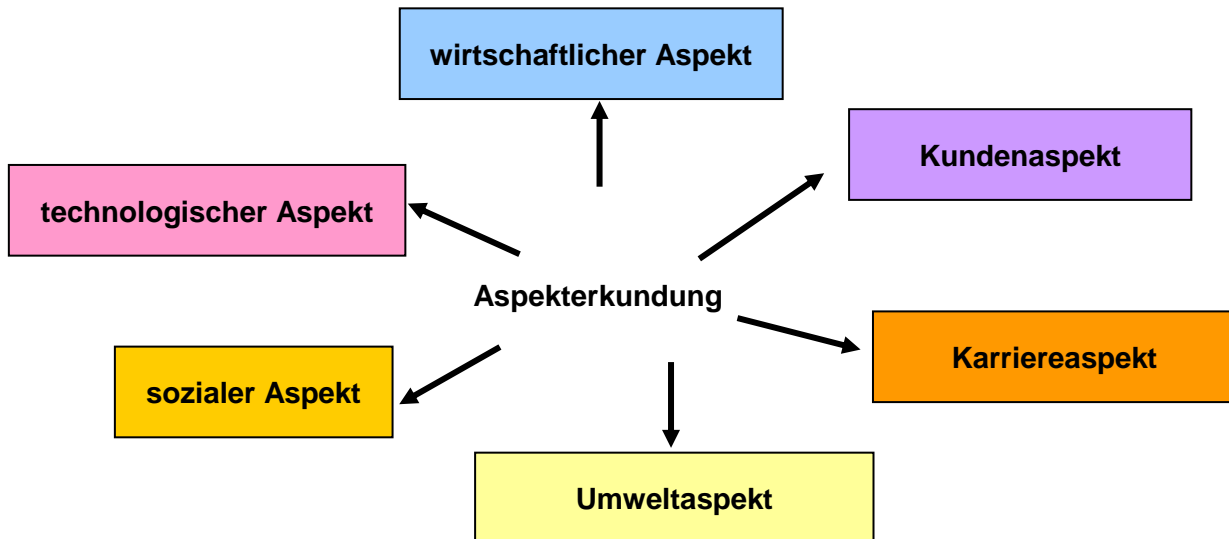 wirtschaftlicher Aspekt
Kundenaspekt
technologischer Aspekt
Aspekterkundung
Karriereaspekt
sozialer Aspekt
Umweltaspekt